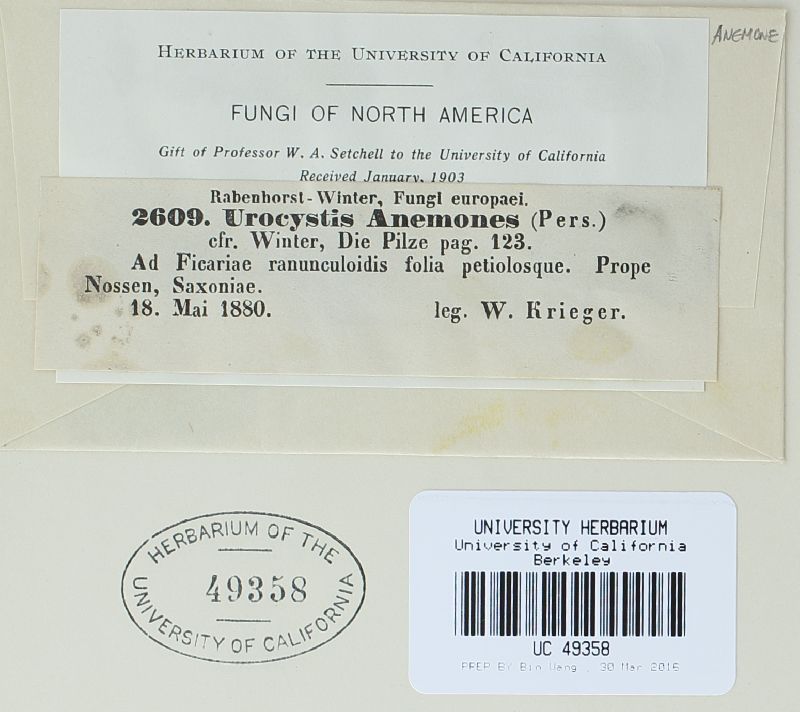 ANEMONE
HERBARIUM OF THE UNIVERSITY OF CALIFORNIA
FUNGI OF NORTH AMERICA
Gift of Professor W. A. Setchell to the University of California
Received January, 1903
Rabenhorst-Winter, Fungi europaei.
2609. Urocystis Anemones (Pers.)
cfr. Winter, Die Pilze pag. 123.
Ad Ficariae ranunculoidis folia petiolosque. Prope
Nossen, Saxoniae.
18. Mai 1880. leg. W. Krieger.
HERBARIUM OF THE
49358
UNIVERSITY OF CALIFORNIA
UNIVERSITY HERBARIUM
University of California
Berkeley
UC 49358
PREP BY Bin Wang , 30 Mar 2016